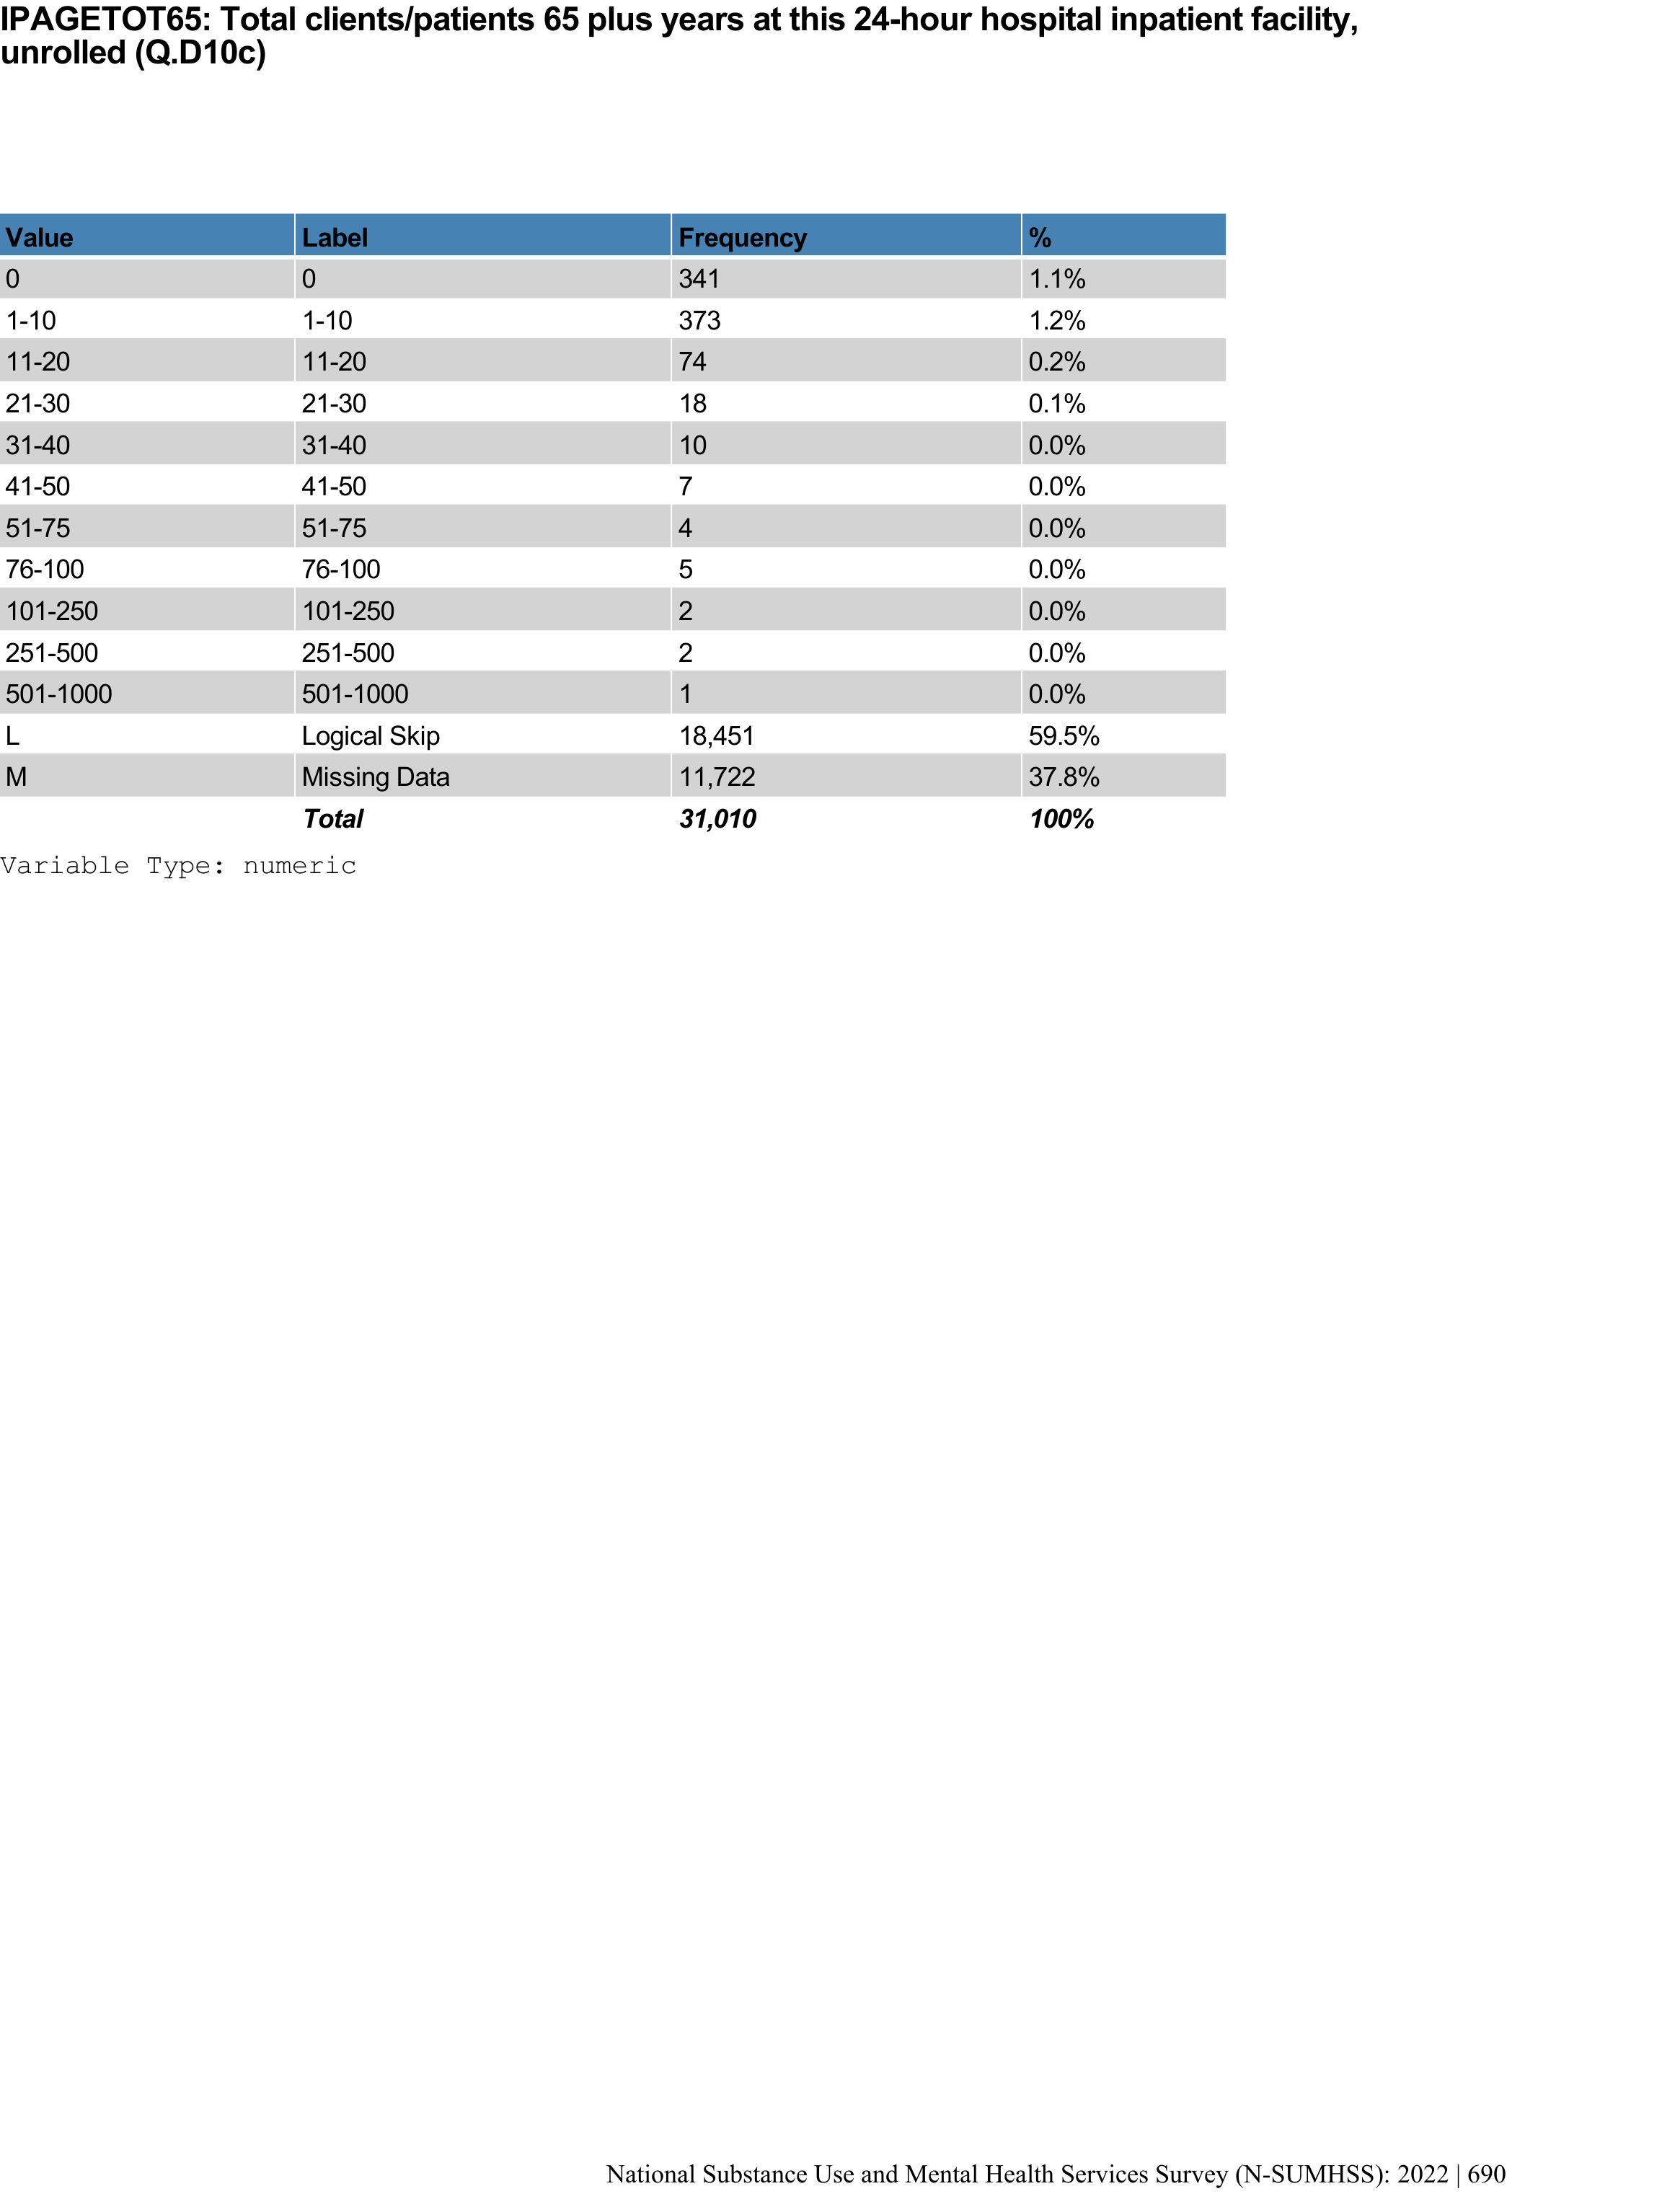 IPAGETOT65: Total clients/patients 65 plus years at this 24-hour hospital inpatient facility,
unrolled (Q.D10c)
Value Label Frequency %
0 0 341 1.1%
1-10 1-10 373 1.2%
11-20 11-20 74 0.2%
21-30 21-30 18 0.1%
31-40 31-40 10 0.0%
41-50 41-50 7 0.0%
51-75 51-75 4 0.0%
76-100 76-100 5 0.0%
101-250 101-250 2 0.0%
251-500 251-500 2 0.0%
501-1000 501-1000 1 0.0%
L Logical Skip 18,451 59.5%
M Missing Data 11,722 37.8%
Total 31,010 100%
Variable Type: numeric
National Substance Use and Mental Health Services Survey (N-SUMHSS): 2022 | 690